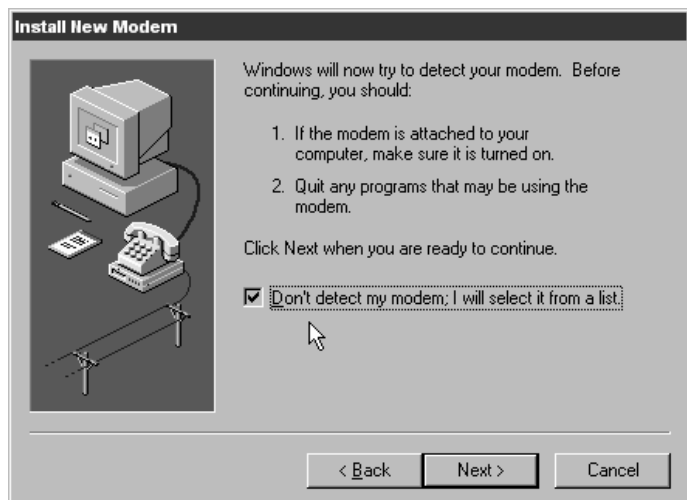 Install New Modem
Windows will now try to detect your modem.  Before
continuing, you should:
1.  If the modem is attached to your
computer, make sure it is turned on.
2.  Quit any programs that may be using the
modem.
Click Next when you are ready to continue.
Don't detect my modem; I will select it from a list.
< Back
Next >
Cancel